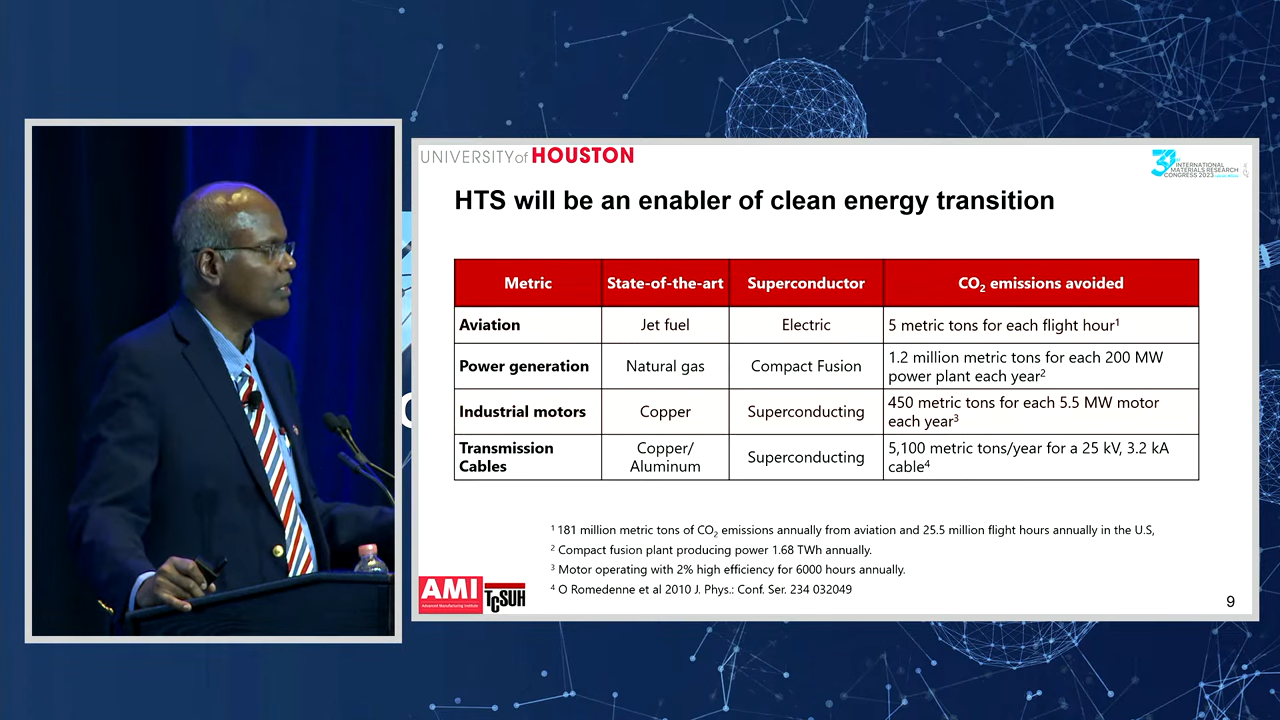 UNIVERSITY of HOUSTON
31st INTERNATIONAL
MATERIALS RESEARCH
CONGRESS 2023
HTS will be an enabler of clean energy transition
Metric State-of-the-art Superconductor CO₂ emissions avoided
Aviation Jet fuel Electric 5 metric tons for each flight hour¹
Power generation Natural gas Compact Fusion 1.2 million metric tons for each 200 MW
power plant each year²
Industrial motors Copper Superconducting 450 metric tons for each 5.5 MW motor
each year³
Transmission
Cables
Copper/
Aluminum
Superconducting
5,100 metric tons/year for a 25 kV, 3.2 kA
cable⁴
¹ 181 million metric tons of CO₂ emissions annually from aviation and 25.5 million flight hours annually in the U.S,
² Compact fusion plant producing power 1.68 TWh annually.
³ Motor operating with 2% high efficiency for 6000 hours annually.
⁴ O Romedenne et al 2010 J. Phys.: Conf. Ser. 234 032049
AMI
Advanced Manufacturing Institute
TCSUH
9